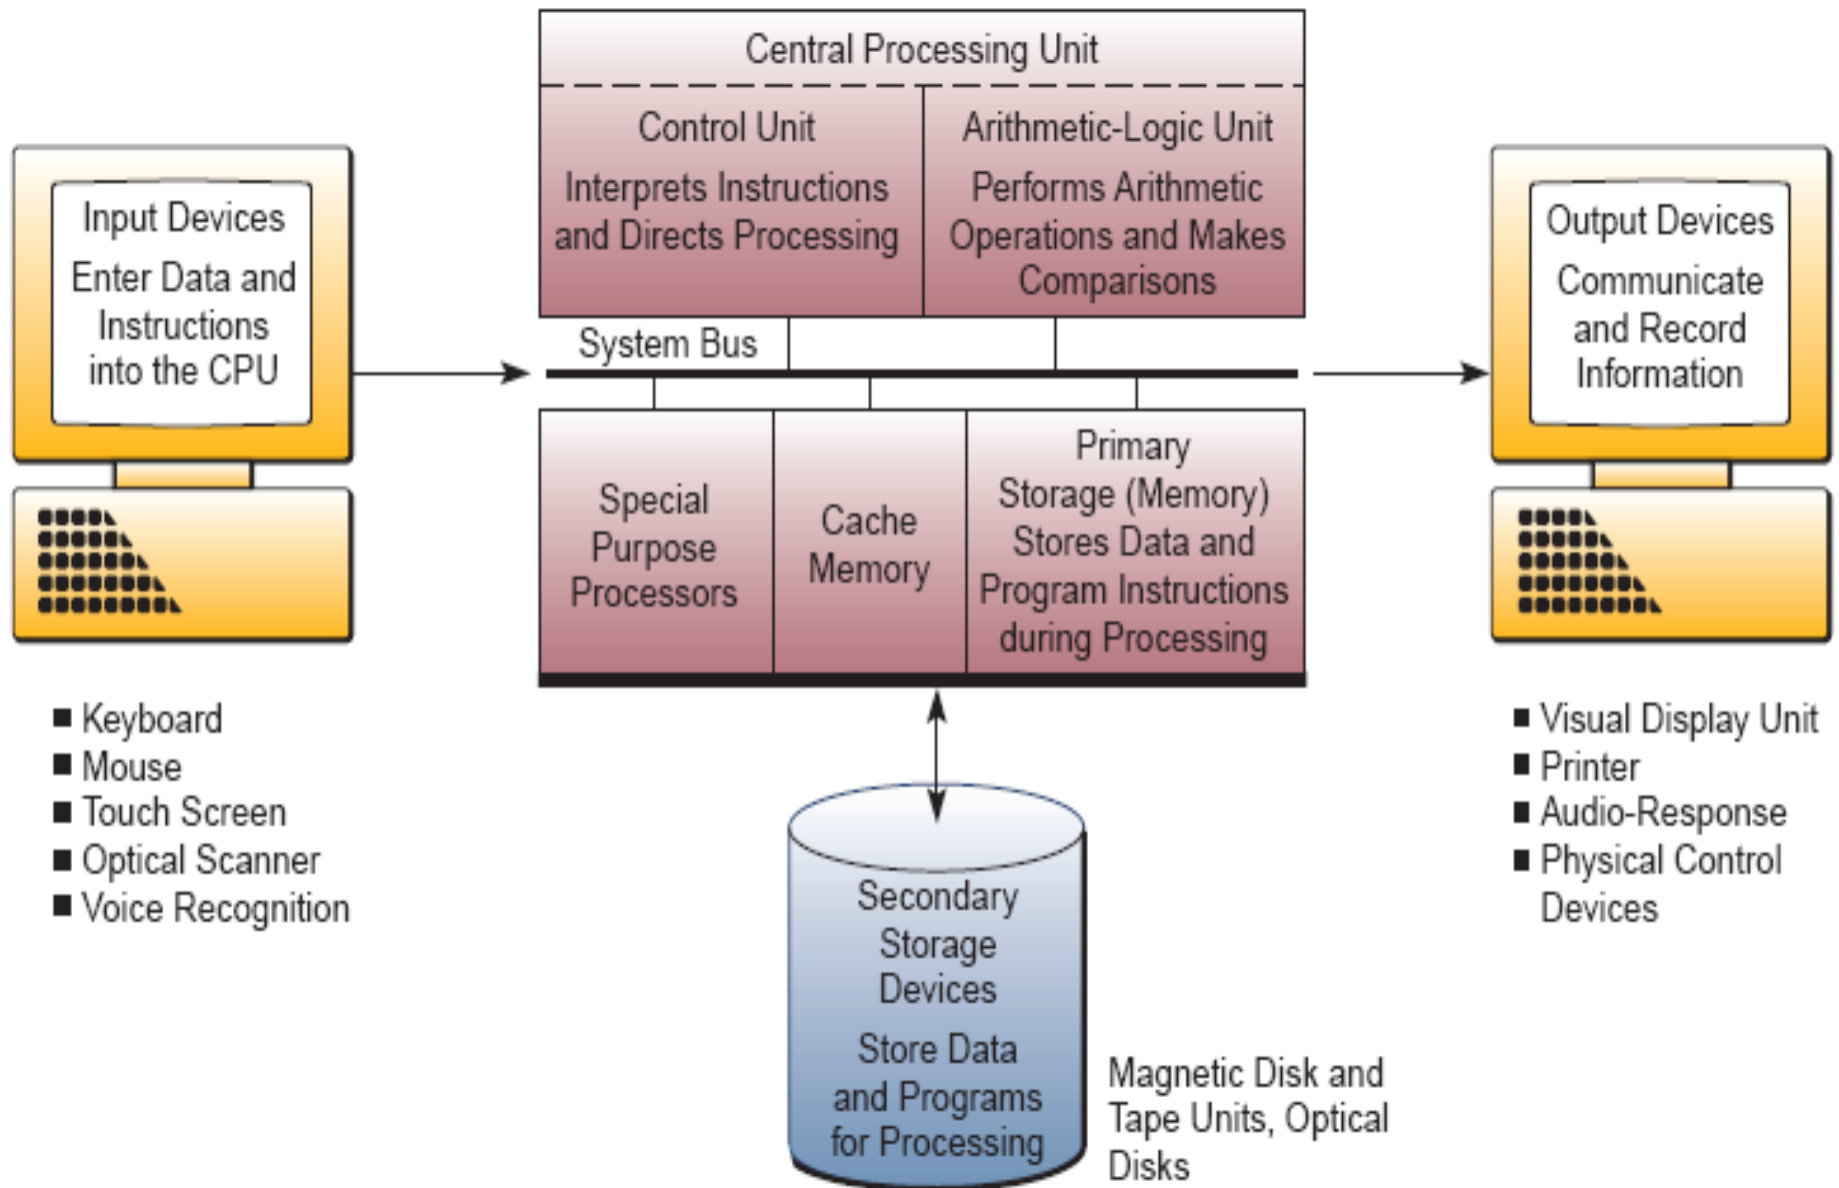 Central Processing Unit
Control Unit
Interprets Instructions
and Directs Processing
Arithmetic-Logic Unit
Performs Arithmetic
Operations and Makes
Comparisons
Input Devices
Enter Data and
Instructions
into the CPU
System Bus
Output Devices
Communicate
and Record
Information
Special
Purpose
Processors
Cache
Memory
Primary
Storage (Memory)
Stores Data and
Program Instructions
during Processing
Keyboard
Mouse
Touch Screen
Optical Scanner
Voice Recognition
Visual Display Unit
Printer
Audio-Response
Physical Control
Devices
Secondary
Storage
Devices
Store Data
and Programs
for Processing
Magnetic Disk and
Tape Units, Optical
Disks